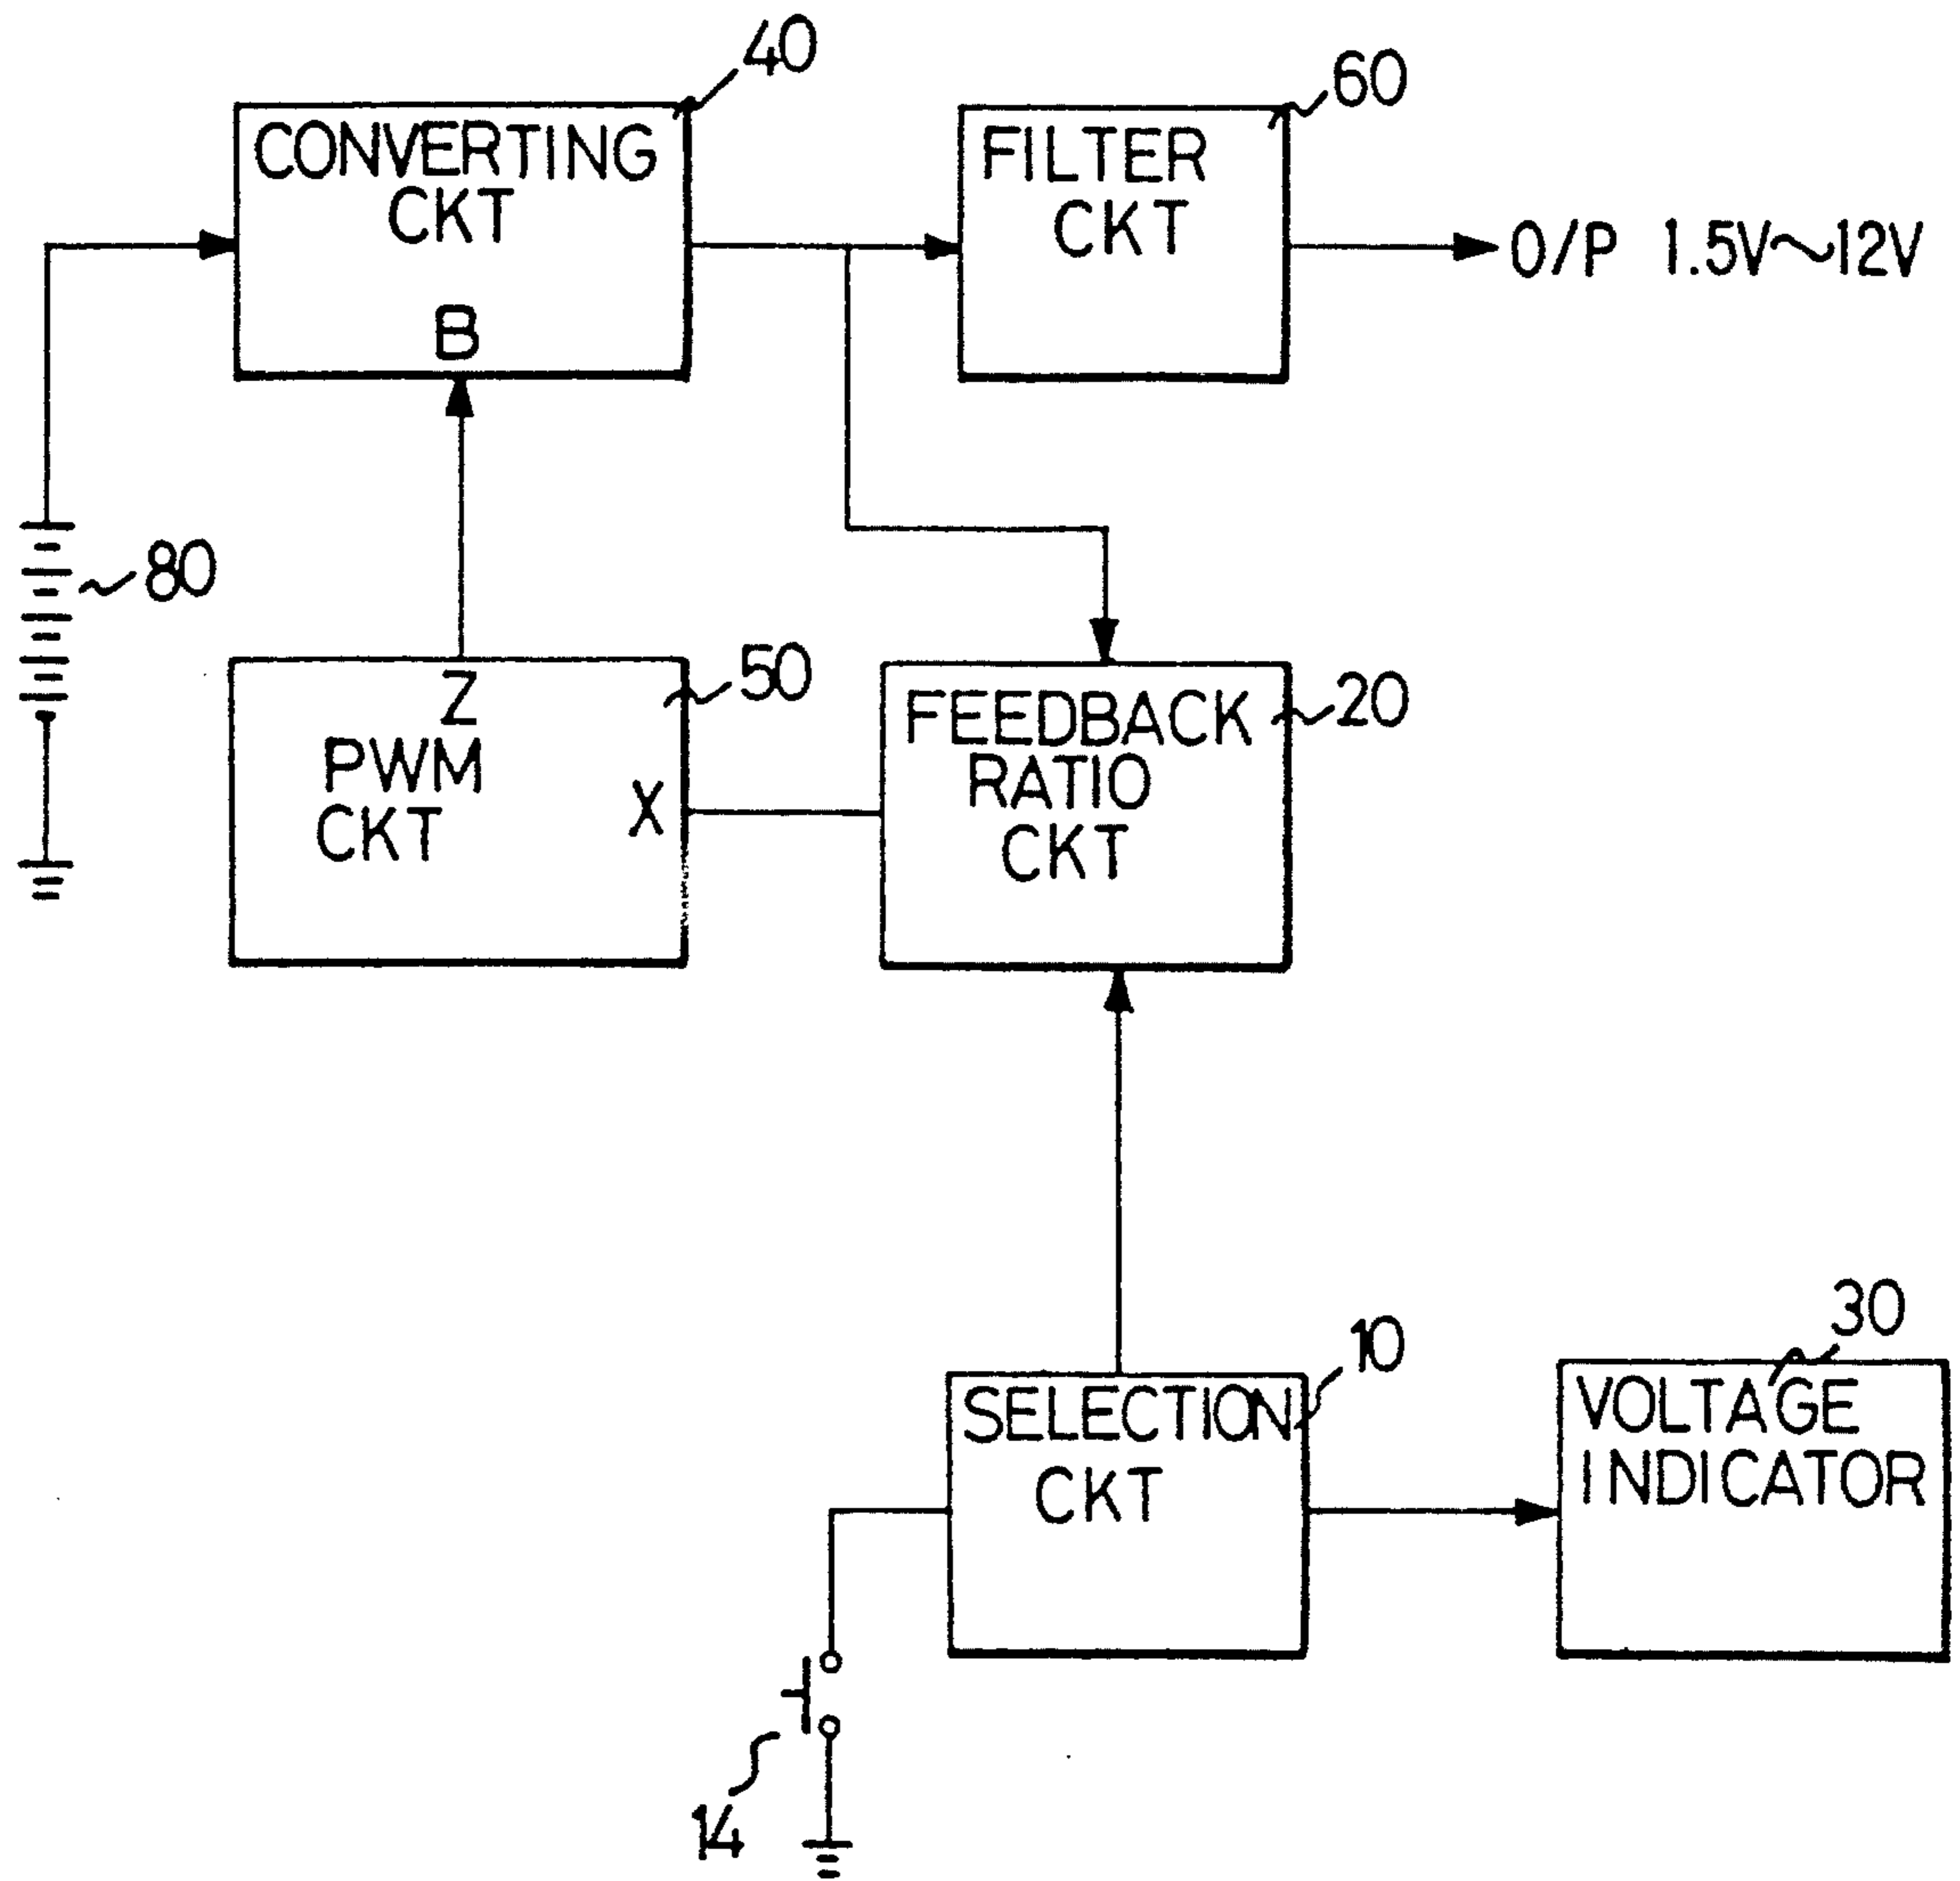 40
CONVERTING
CKT
B
60
FILTER
CKT
O/P 1.5V~12V
80
50
Z
PWM
CKT
X
20
FEEDBACK
RATIO
CKT
10
SELECTION
CKT
30
VOLTAGE
INDICATOR
14